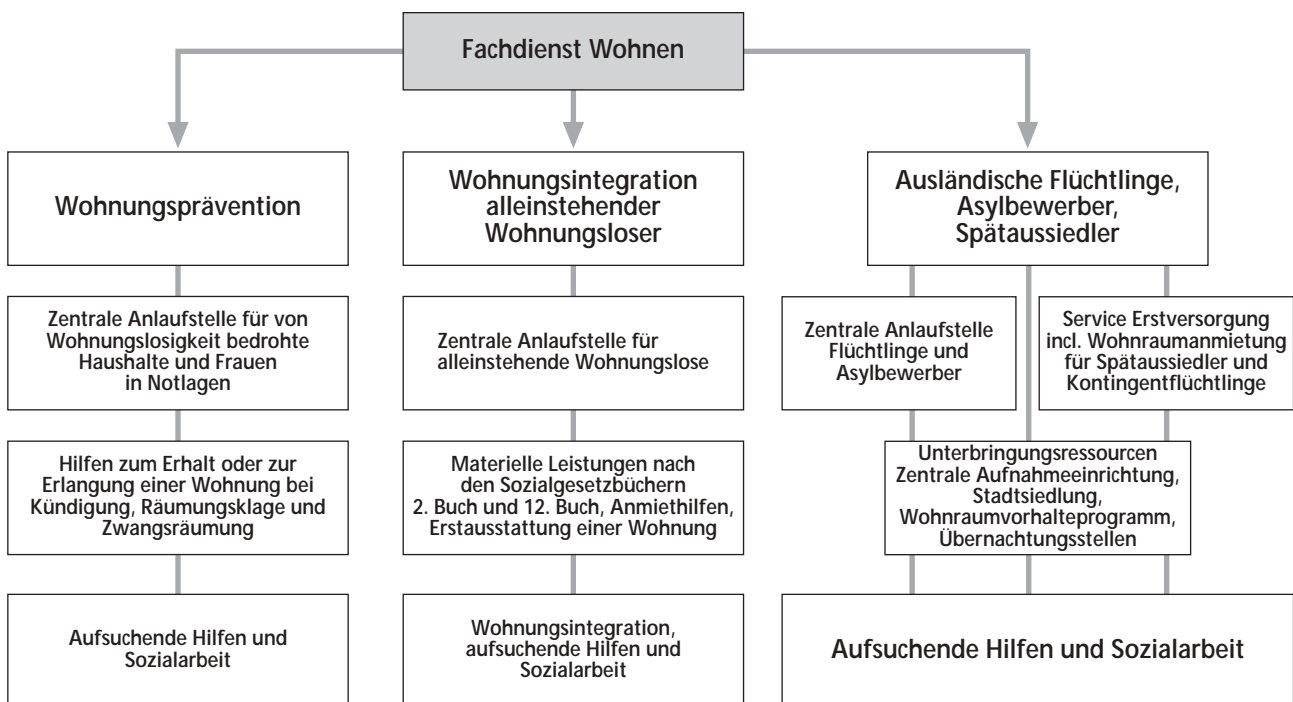 Fachdienst Wohnen
Wohnungsprävention
Wohnungsintegration
alleinstehender
Wohnungsloser
Ausländische Flüchtlinge,
Asylbewerber,
Spätaussiedler
Zentrale Anlaufstelle für von
Wohnungslosigkeit bedrohte
Haushalte und Frauen
in Notlagen
Zentrale Anlaufstelle für
alleinstehende Wohnungslose
Zentrale Anlaufstelle
Flüchtlinge und
Asylbewerber
Service Erstversorgung
incl. Wohnraumanmietung
für Spätaussiedler und
Kontingentflüchtlinge
Hilfen zum Erhalt oder zur
Erlangung einer Wohnung bei
Kündigung, Räumungsklage und
Zwangsräumung
Materielle Leistungen nach
den Sozialgesetzbüchern
2. Buch und 12. Buch, Anmiethilfen,
Erstausstattung einer Wohnung
Unterbringungsressourcen
Zentrale Aufnahmeeinrichtung,
Stadtsiedlung,
Wohnraumvorhalteprogramm,
Übernachtungsstellen
Aufsuchende Hilfen und
Sozialarbeit
Wohnungsintegration,
aufsuchende Hilfen und
Sozialarbeit
Aufsuchende Hilfen und Sozialarbeit